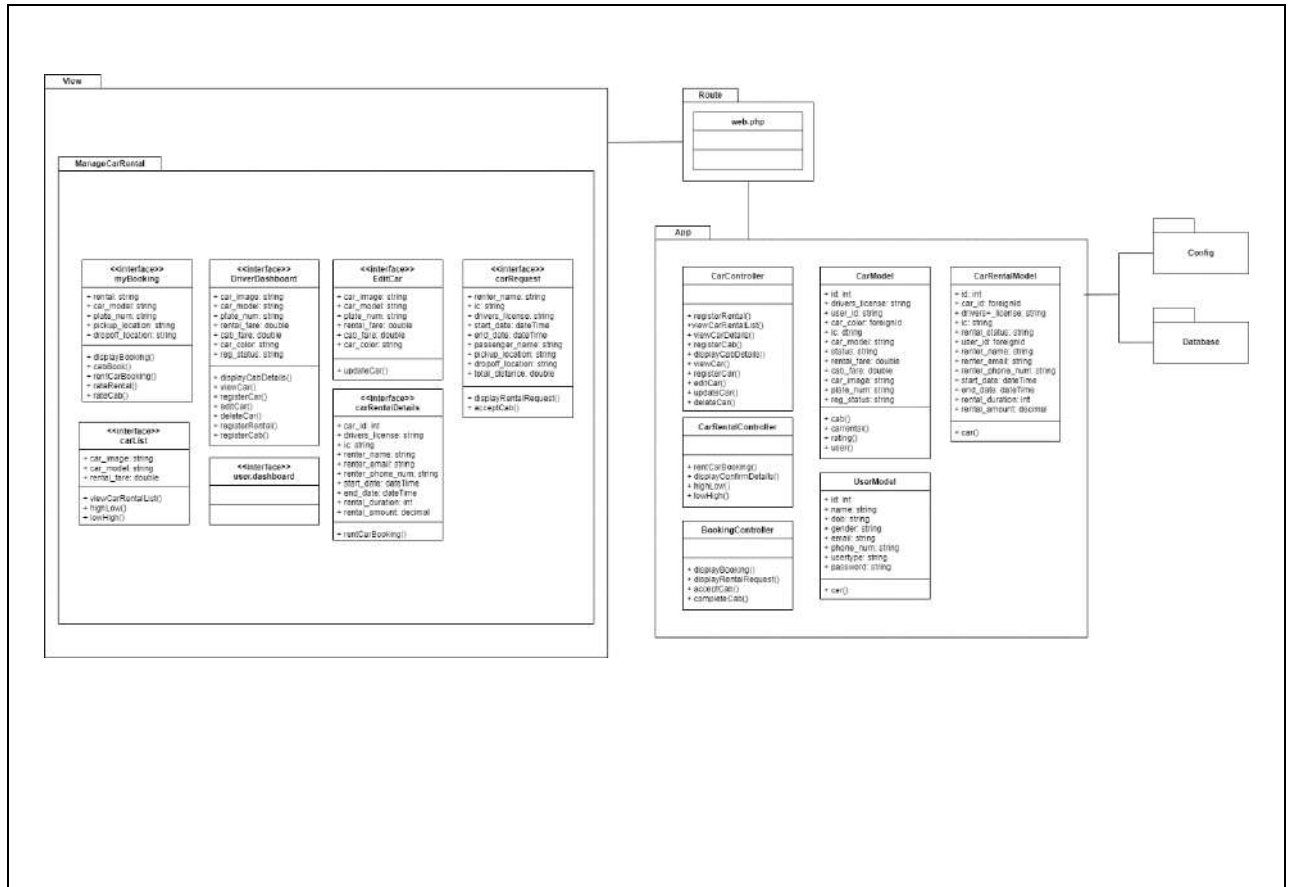 View
ManageCarRental
<<interface>>
myBooking
+ rental: string
+ car_model: string
+ plate_num: string
+ pickup_location: string
+ dropoff_location: string
+ displayBooking()
+ cabBook()
+ rentCarBooking()
+ rateRental()
+ rateCab()
<<interface>>
carList
+ car_image: string
+ car_model: string
+ rental_fare: double
+ viewCarRentalList()
+ highLow()
+ lowHigh()
<<interface>>
DriverDashboard
+ car_image: string
+ car_model: string
+ plate_num: string
+ rental_fare: double
+ cab_fare: double
+ car_color: string
+ reg_status: string
+ displayCabDetails()
+ viewCar()
+ registerCar()
+ editCar()
+ deleteCar()
+ registerRental()
+ registerCab()
<<interface>>
user.dashboard
<<interface>>
EditCar
+ car_image: string
+ car_model: string
+ plate_num: string
+ rental_fare: double
+ cab_fare: double
+ car_color: string
+ updateCar()
<<interface>>
carRentalDetails
+ car_id: int
+ drivers_license: string
+ ic: string
+ renter_name: string
+ renter_email: string
+ renter_phone_num: string
+ start_date: dateTime
+ end_date: dateTime
+ rental_duration: int
+ rental_amount: decimal
+ rentCarBooking()
<<interface>>
carRequest
+ renter_name: string
+ ic: string
+ drivers_license: string
+ start_date: dateTime
+ end_date: dateTime
+ passenger_name: string
+ pickup_location: string
+ dropoff_location: string
+ total_distance: double
+ displayRentalRequest()
+ acceptCab()
Route
web.php
App
CarController
+ registerRental()
+viewCarRentalList()
+ viewCarDetails()
+ registerCab()
+ displayCabDetails()
+ viewCar()
+ registerCar()
+ editCar()
+ updateCar()
+ deleteCar()
CarRentalController
+ rentCarBooking()
+ displayConfirmDetails()
+ highLow()
+ lowHigh()
BookingController
+ displayBooking()
+ displayRentalRequest()
+ acceptCab()
+ completeCab()
CarModel
+ id: int
+ drivers_license: string
+ user_id: string
+ car_color: foreignId
+ ic: string
+ car_model: string
+ status: string
+ rental_fare: double
+ cab_fare: double
+ car_image: string
+ plate_num: string
+ reg_status: string
+ cab()
+ carrental()
+ rating()
+ user()
UserModel
+ id: int
+ name: string
+ dob: string
+ gender: string
+ email: string
+ phone_num: string
+ usertype: string
+ password: string
+ car()
CarRentalModel
+ id: int
+ car_id: foreignId
+ drivers+_license: string
+ ic: string
+ rental_status: string
+ user_id: foreignId
+ renter_name: string
+ renter_email: string
+ renter_phone_num: string
+ start_date: dateTime
+ end_date: dateTime
+ rental_duration: int
+ rental_amount: decimal
+ car()
Config
Database